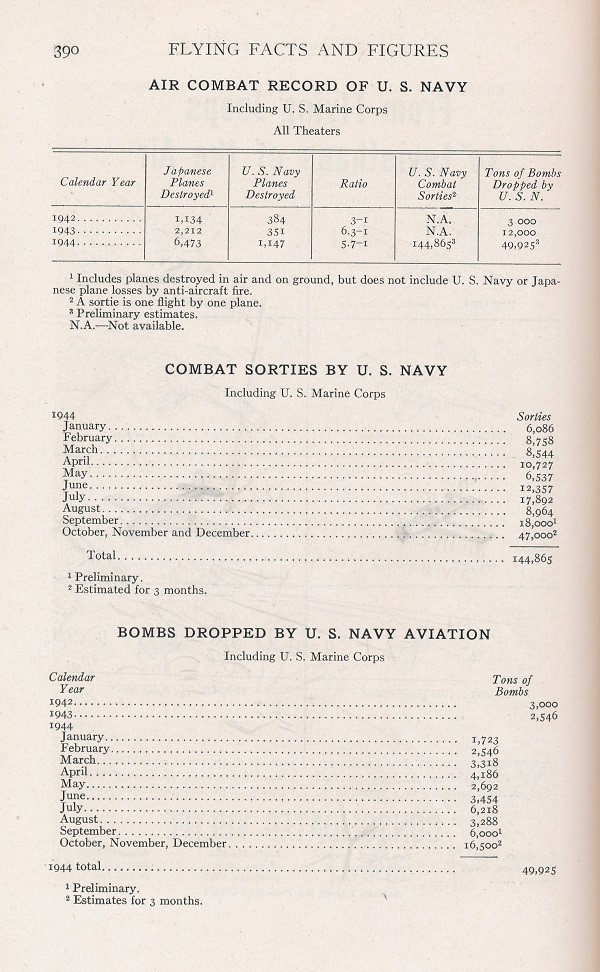 390 FLYING FACTS AND FIGURES
AIR COMBAT RECORD OF U. S. NAVY
Including U. S. Marine Corps
All Theaters
Calendar Year | Japanese Planes Destroyed¹ | U. S. Navy Planes Destroyed | Ratio | U. S. Navy Combat Sorties² | Tons of Bombs Dropped by U. S. N.
1942........... 1,134 384 3-1 N.A. 3 000
1943........... 2,212 351 6.3-1 N.A. 12,000
1944........... 6,473 1,147 5.7-1 144,865³ 49,925³
¹ Includes planes destroyed in air and on ground, but does not include U. S. Navy or Japa-
nese plane losses by anti-aircraft fire.
² A sortie is one flight by one plane.
³ Preliminary estimates.
N.A.—Not available.
COMBAT SORTIES BY U. S. NAVY
Including U. S. Marine Corps
1944 Sorties
January........ 6,086
February........ 8,758
March........ 8,544
April........ 10,727
May........ 6,537
June........ 12,357
July........ 17,892
August........ 8,964
September........ 18,000¹
October, November and December........ 47,000²
Total........ 144,865
¹ Preliminary.
² Estimated for 3 months.
BOMBS DROPPED BY U. S. NAVY AVIATION
Including U. S. Marine Corps
Calendar Tons of
Year Bombs
1942........ 3,000
1943........ 2,546
1944
January........ 1,723
February........ 2,546
March........ 3,318
April........ 4,186
May........ 2,692
June........ 3,454
July........ 6,218
August........ 3,288
September........ 6,000¹
October, November, December........ 16,500²
1944 total........ 49,925
¹ Preliminary.
² Estimates for 3 months.